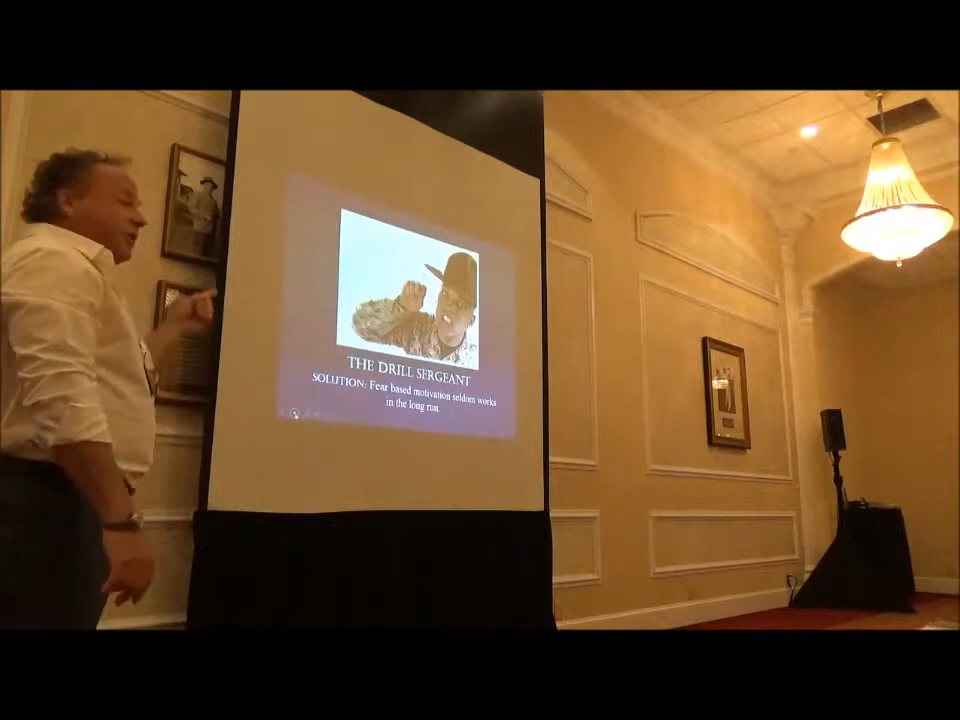 THE DRILL SERGEANT
SOLUTION: Fear based motivation seldom works
in the long run.